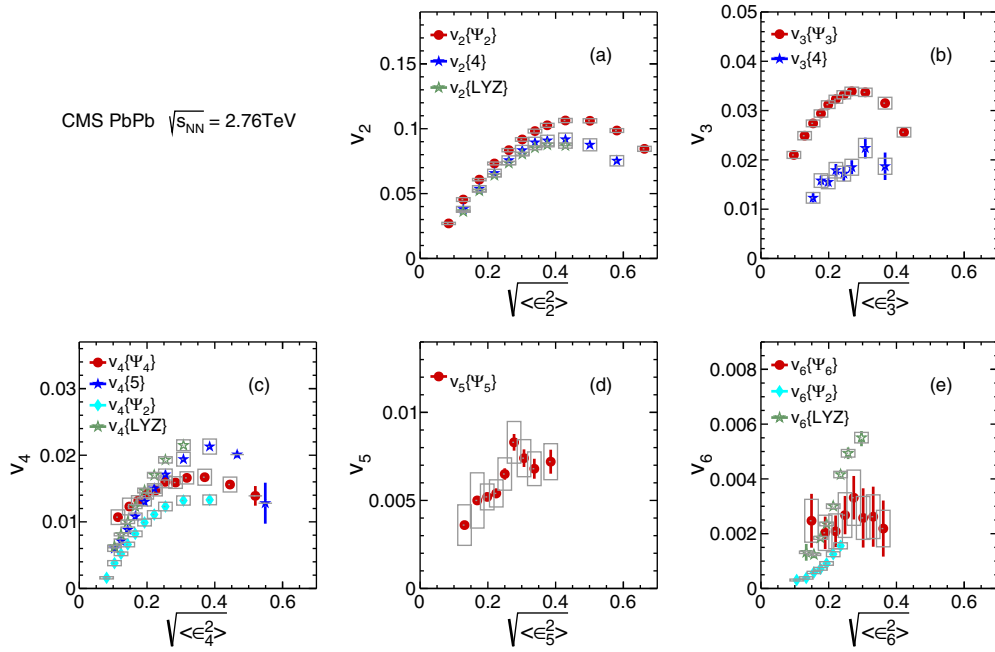 CMS PbPb √s_NN = 2.76TeV
(a)
v₂{Ψ₂}
v₂{4}
v₂{LYZ}
v₂
0.15
0.1
0.05
0
0 0.2 0.4 0.6
√<ϵ₂²>
(b)
v₃{Ψ₃}
v₃{4}
v₃
0.05
0.04
0.03
0.02
0.01
0
0 0.2 0.4 0.6
√<ϵ₃²>
(c)
v₄{Ψ₄}
v₄{5}
v₄{Ψ₂}
v₄{LYZ}
v₄
0.03
0.02
0.01
0
0 0.2 0.4 0.6
√<ϵ₄²>
(d)
v₅{Ψ₅}
v₅
0.01
0.005
0
0 0.2 0.4 0.6
√<ϵ₅²>
(e)
v₆{Ψ₆}
v₆{Ψ₂}
v₆{LYZ}
v₆
0.008
0.006
0.004
0.002
0
0 0.2 0.4 0.6
√<ϵ₆²>